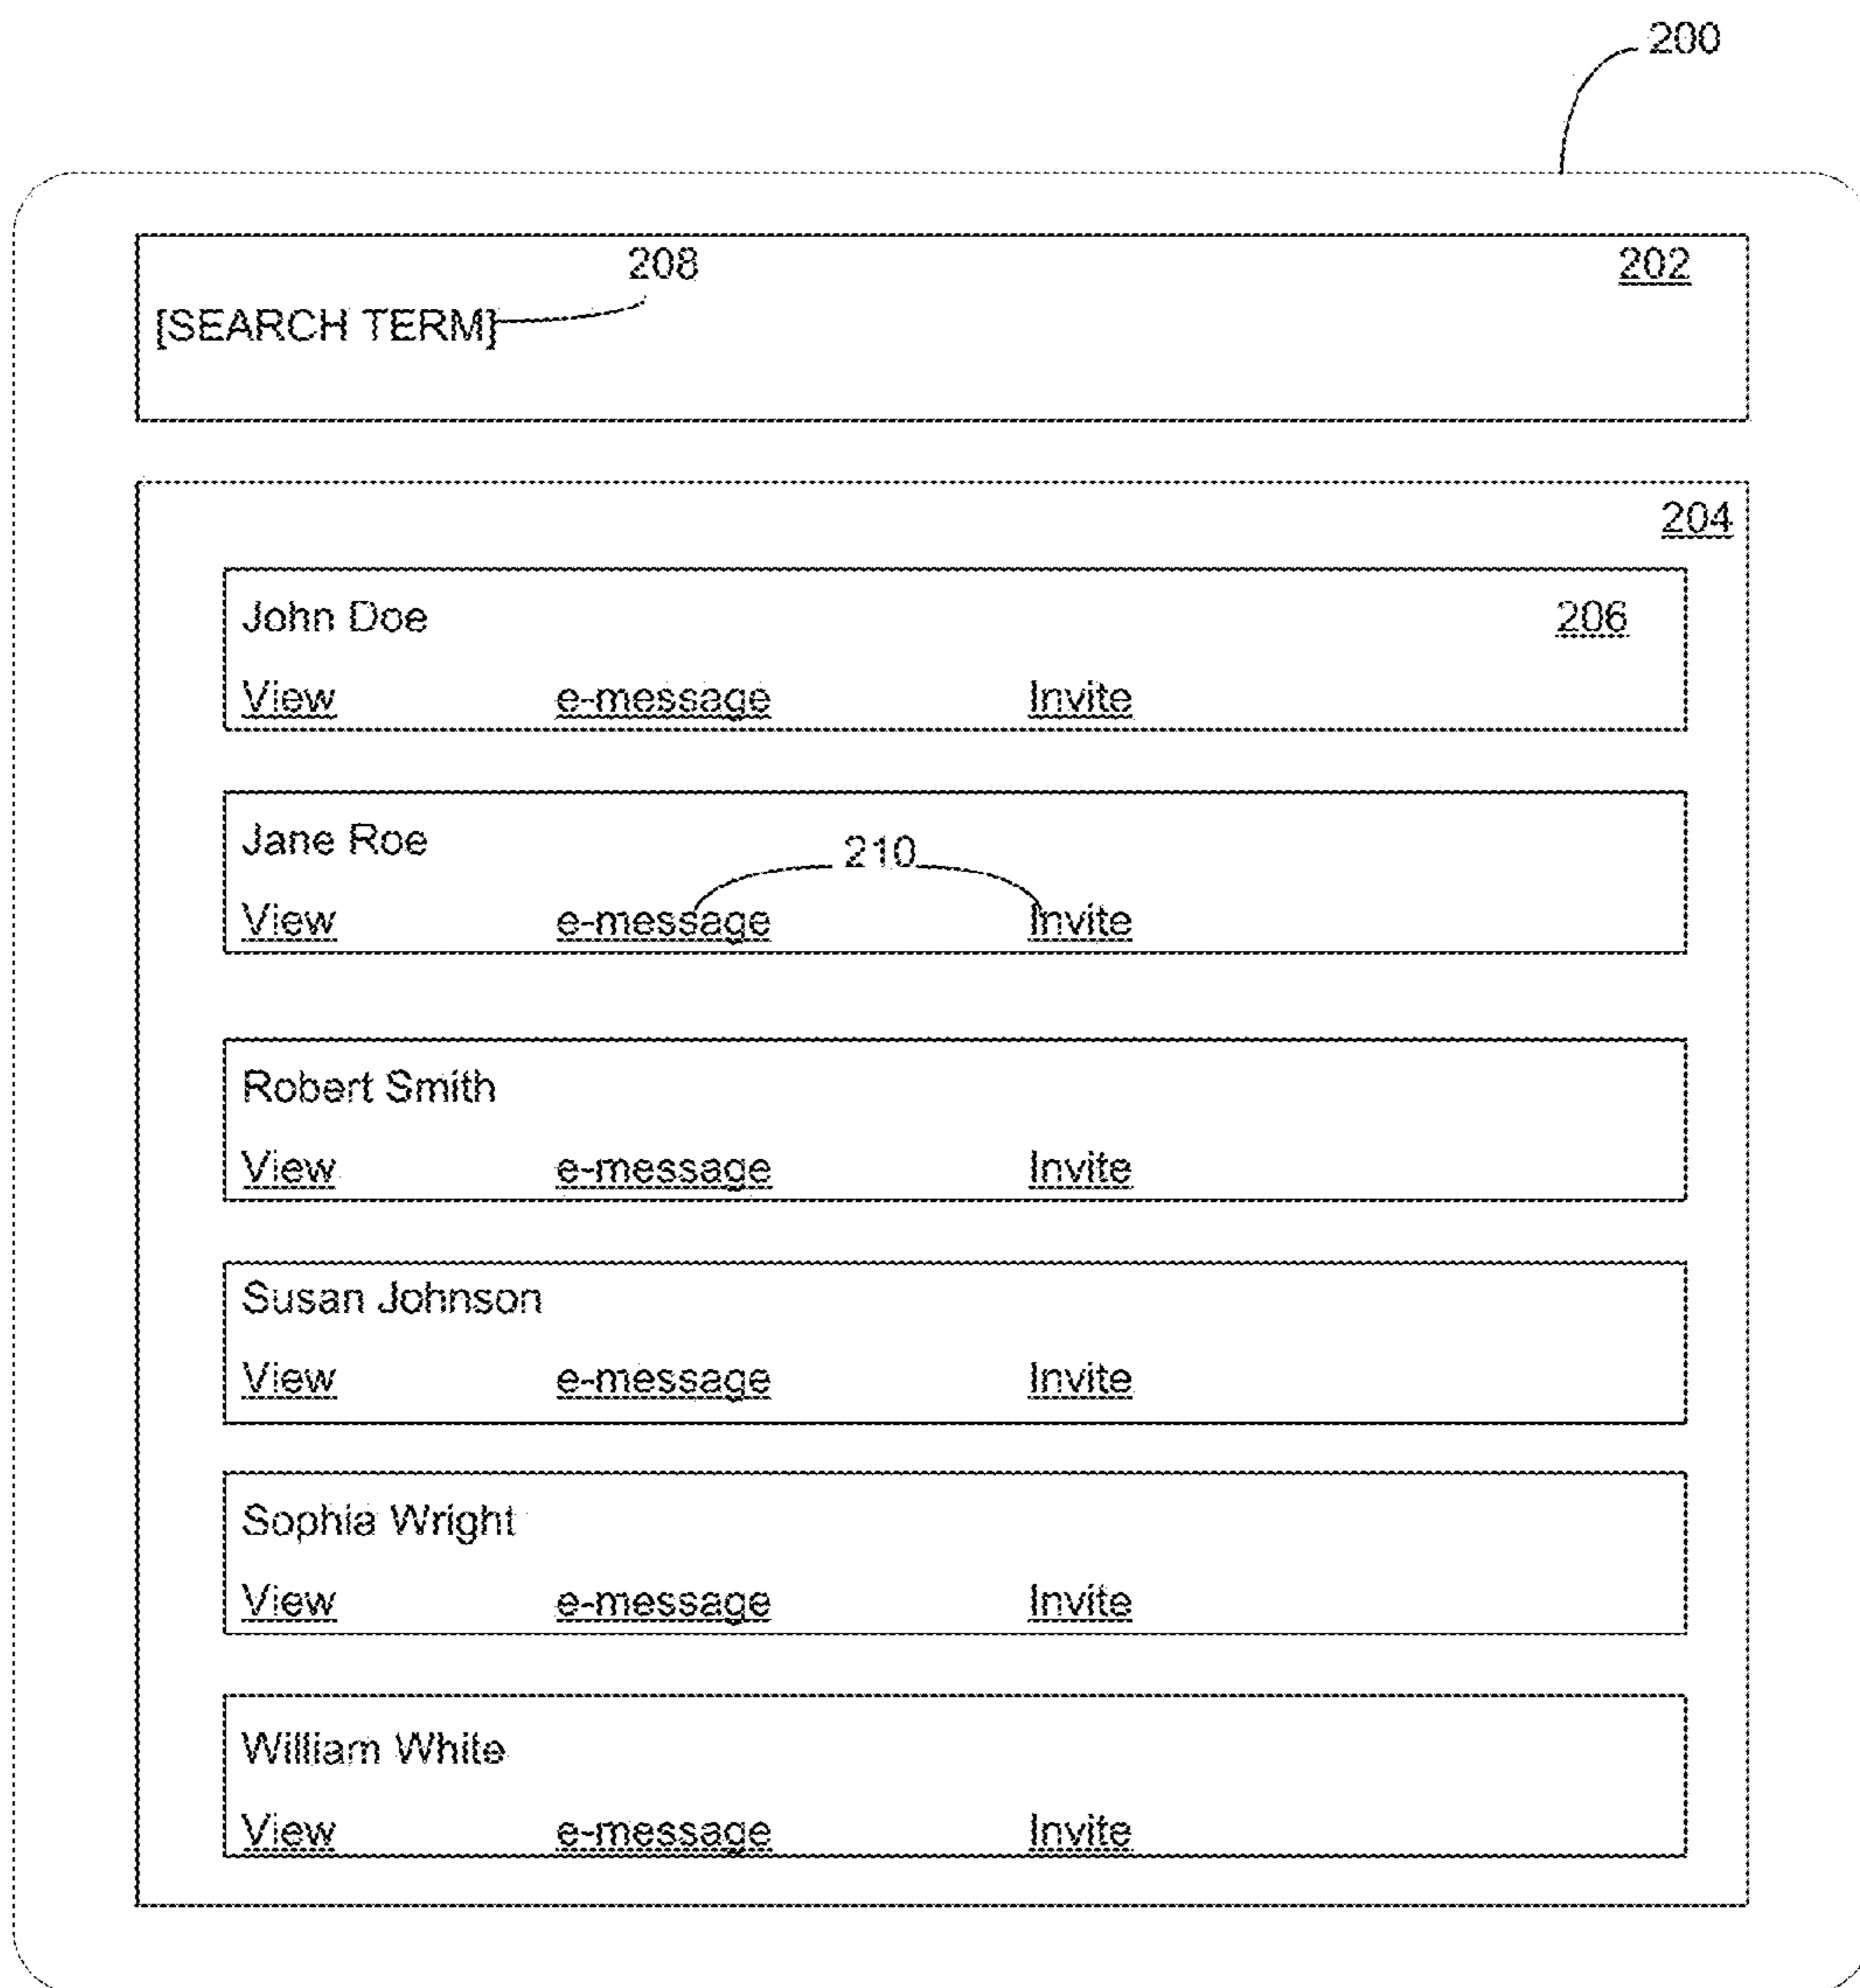 200
208 202
[SEARCH TERM]
204
John Doe 206
View e-message Invite
Jane Roe
210
View e-message Invite
Robert Smith
View e-message Invite
Susan Johnson
View e-message Invite
Sophia Wright
View e-message Invite
William White
View e-message Invite